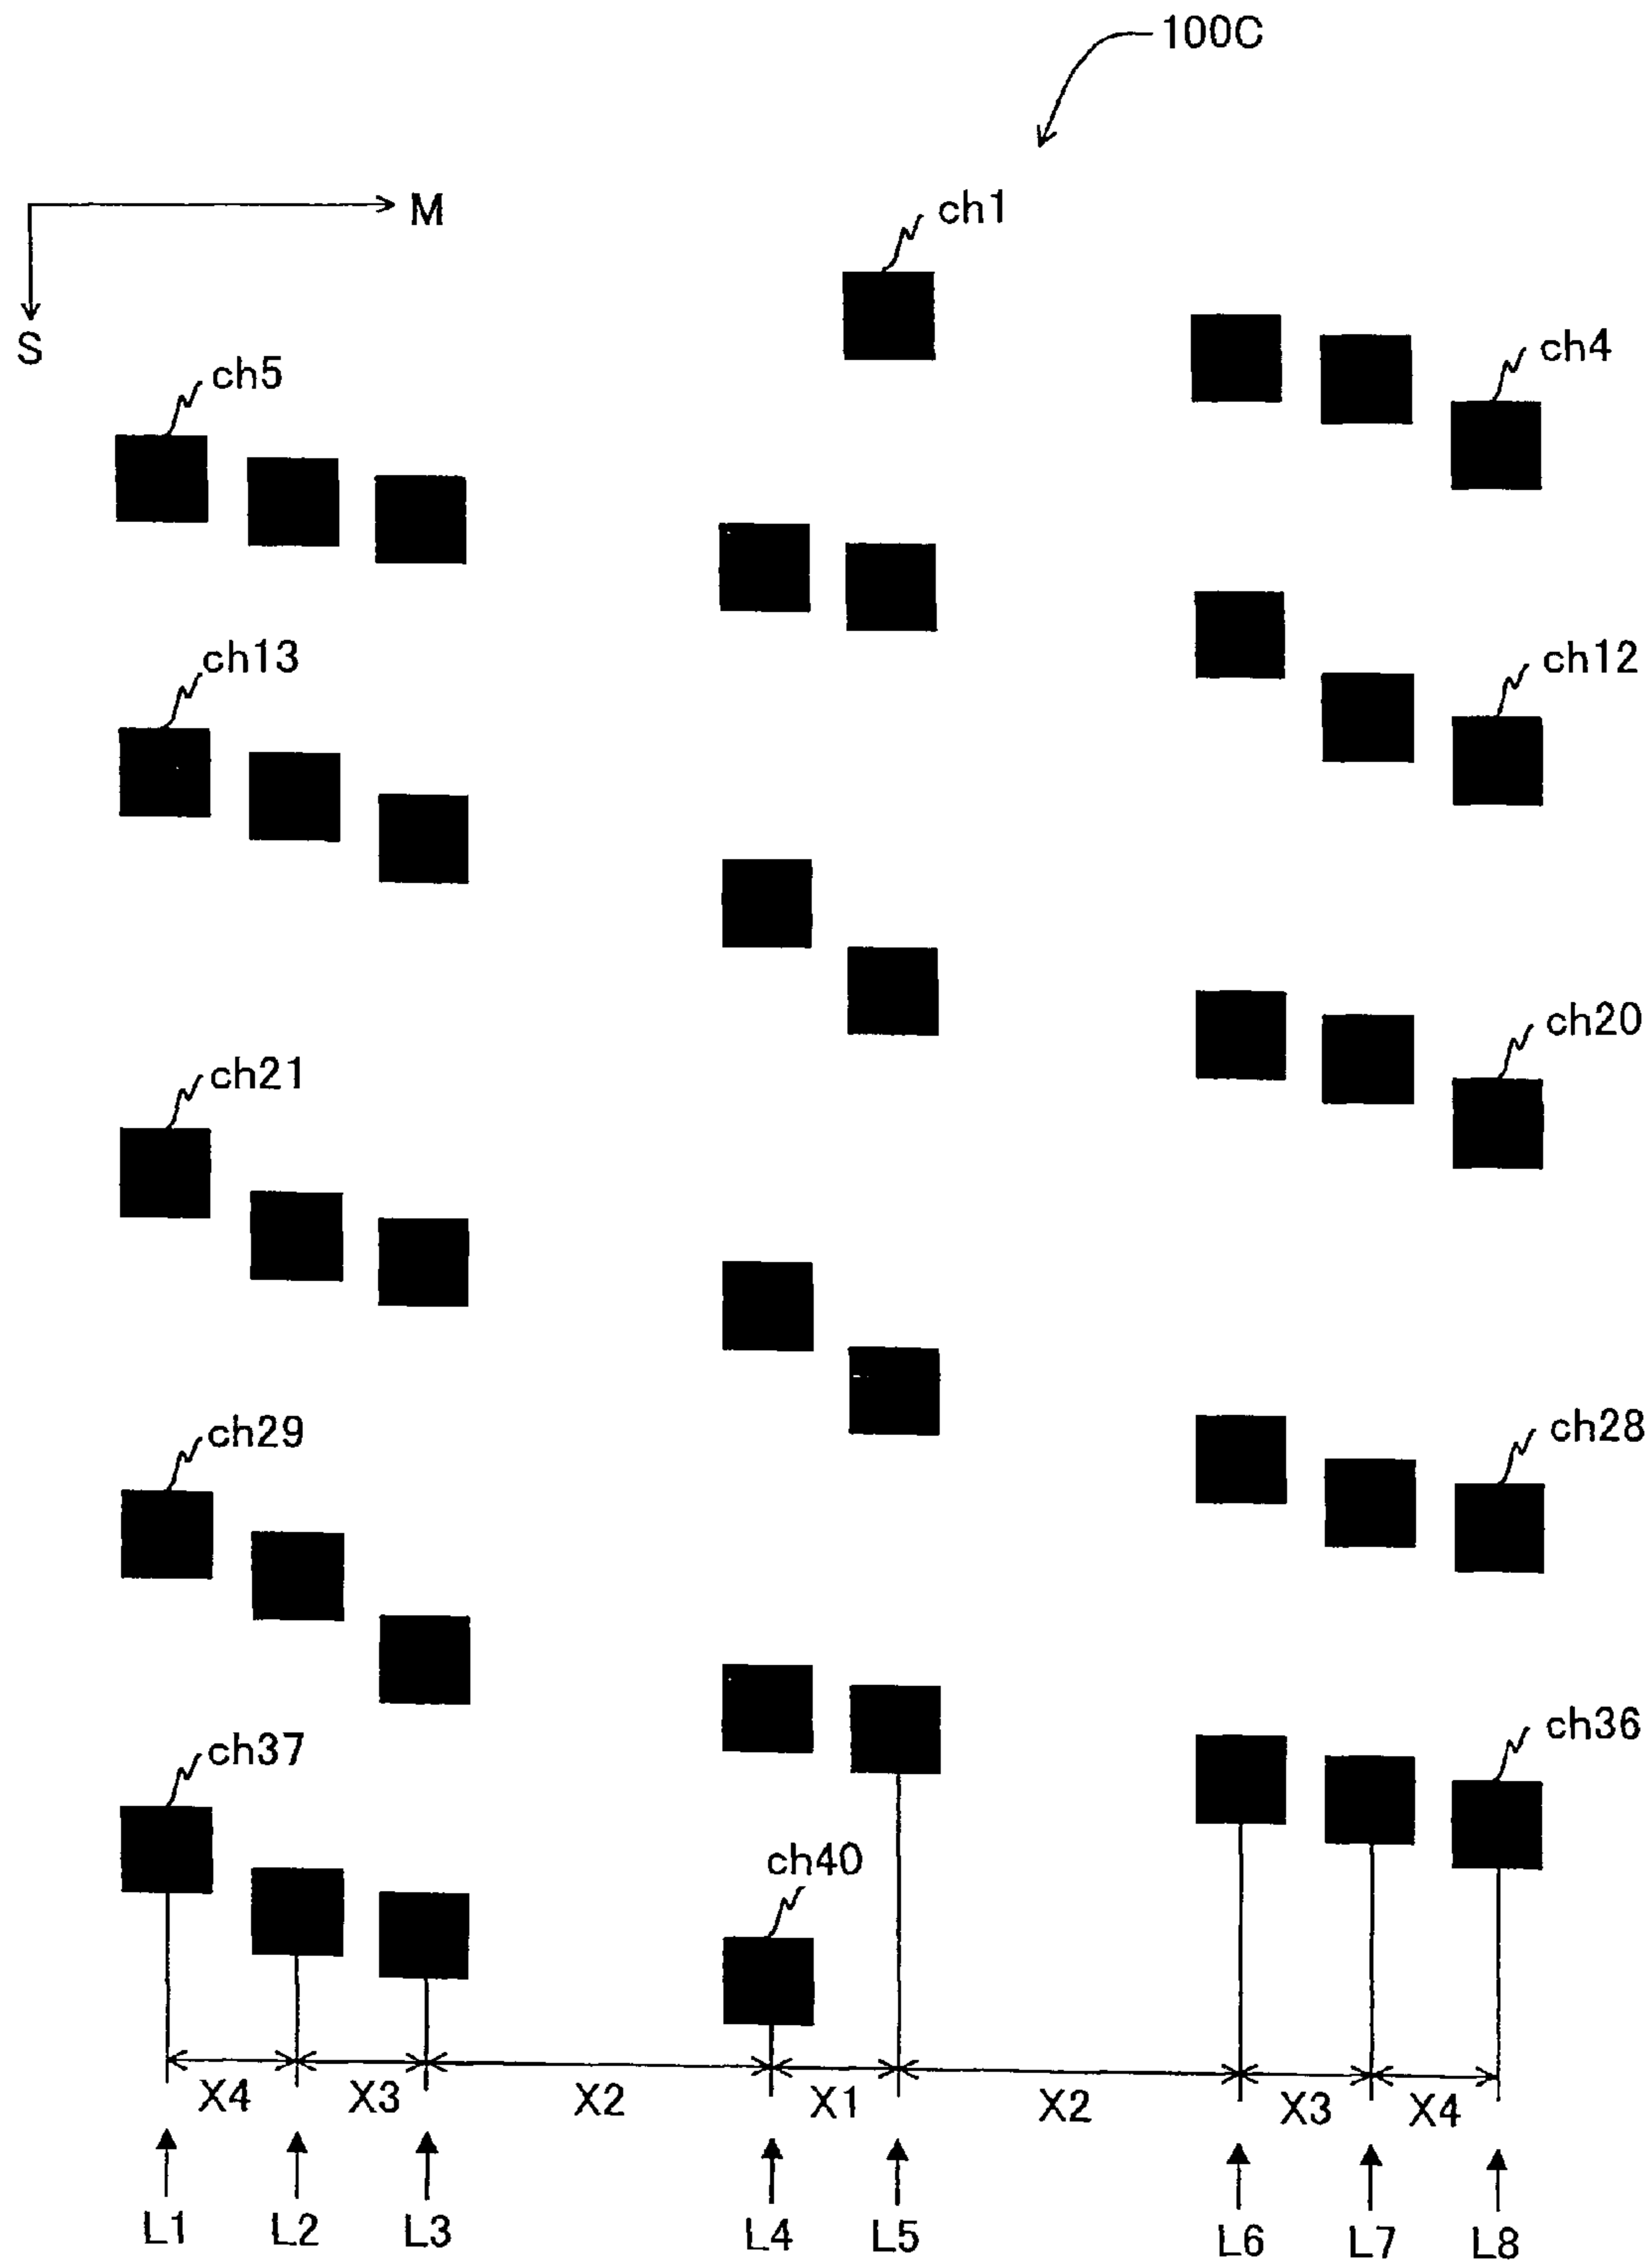 100C
M
ch1
S
ch4
ch5
ch13
ch12
ch20
ch21
ch28
ch29
ch36
ch37
ch40
X4 X3 X2 X1 X2 X3 X4
L1 L2 L3 L4 L5 L6 L7 L8